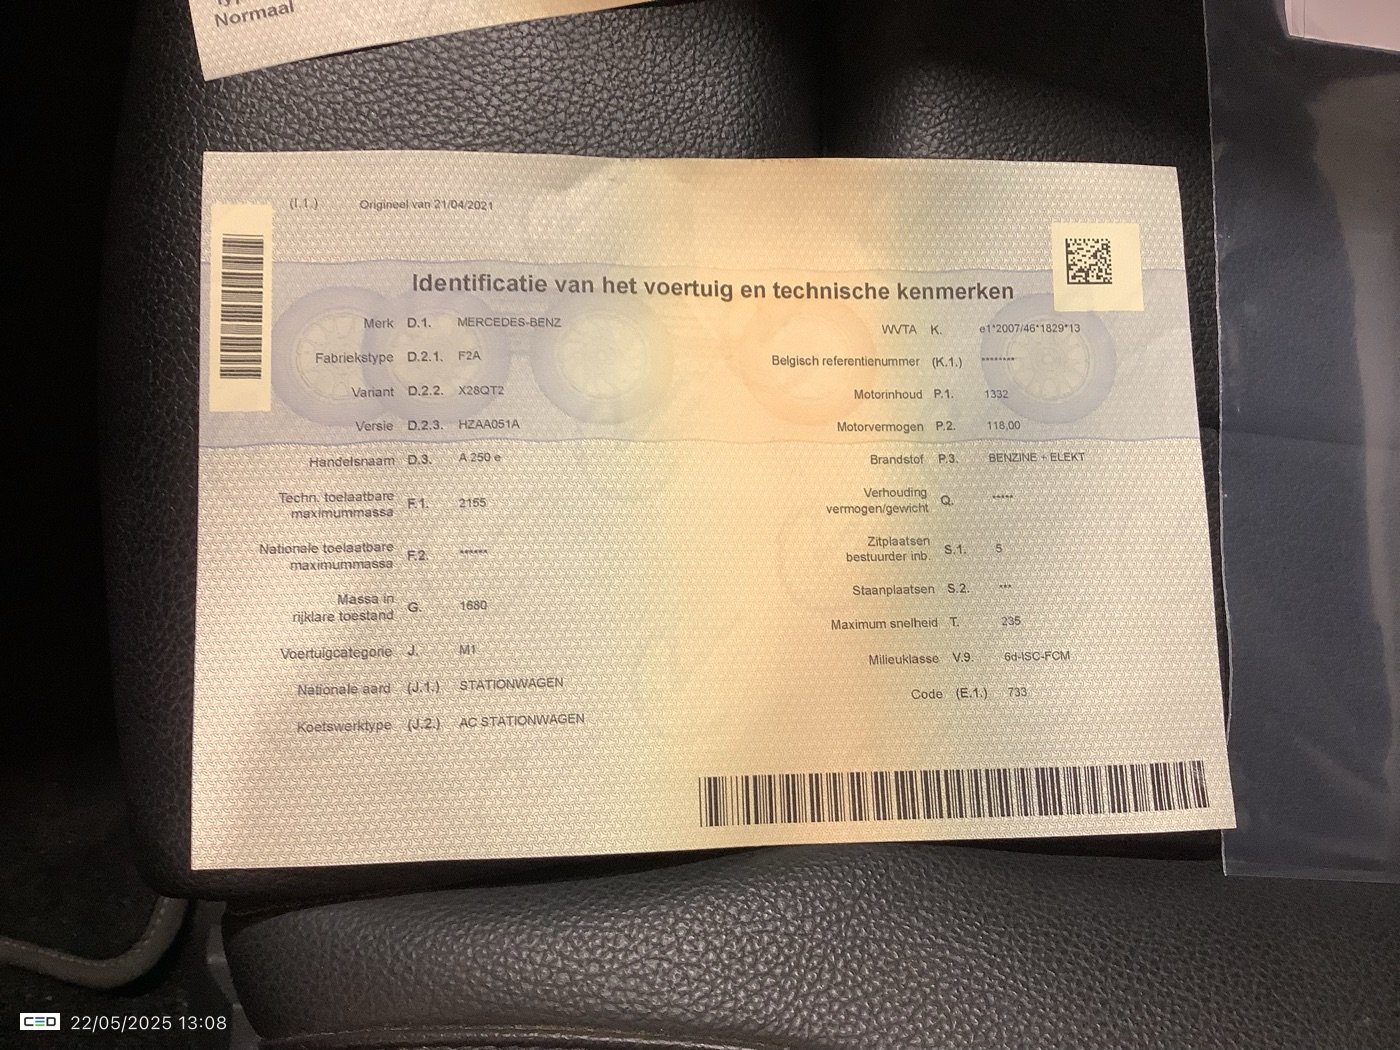 Normaal
(I.1.) Origineel van 21/04/2021
Identificatie van het voertuig en technische kenmerken
Merk D.1. MERCEDES-BENZ
Fabriekstype D.2.1. F2A
Variant D.2.2. X28QT2
Versie D.2.3. HZAA051A
Handelsnaam D.3. A 250 e
Techn. toelaatbare
maximummassa F.1. 2155
Nationale toelaatbare
maximummassa F.2. ******
Massa in
rijklare toestand G. 1680
Voertuigcategorie J. M1
Nationale aard (J.1.) STATIONWAGEN
Koetswerktype (J.2.) AC STATIONWAGEN
WVTA K. e1*2007/46*1829*13
Belgisch referentienummer (K.1.) ********
Motorinhoud P.1. 1332
Motorvermogen P.2. 118,00
Brandstof P.3. BENZINE + ELEKT
Verhouding
vermogen/gewicht Q. *****
Zitplaatsen
bestuurder inb. S.1. 5
Staanplaatsen S.2. ***
Maximum snelheid T. 235
Milieuklasse V.9. 6d-ISC-FCM
Code (E.1.) 733
CED 22/05/2025 13:08